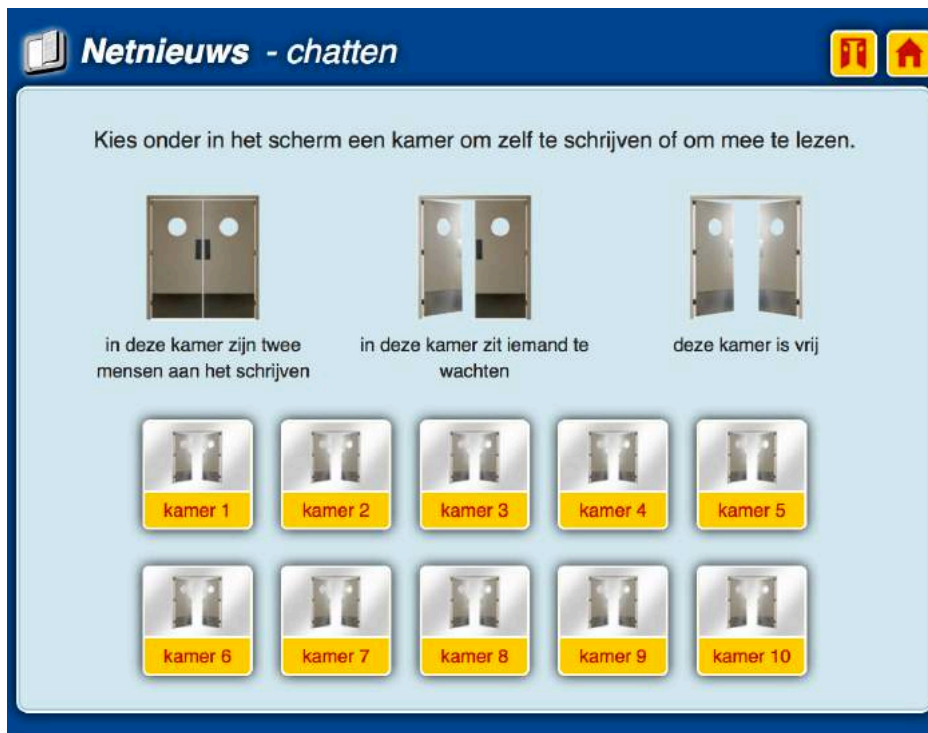 Netnieuws - chatten
Kies onder in het scherm een kamer om zelf te schrijven of om mee te lezen.
in deze kamer zijn twee
mensen aan het schrijven
in deze kamer zit iemand te
wachten
deze kamer is vrij
kamer 1
kamer 2
kamer 3
kamer 4
kamer 5
kamer 6
kamer 7
kamer 8
kamer 9
kamer 10